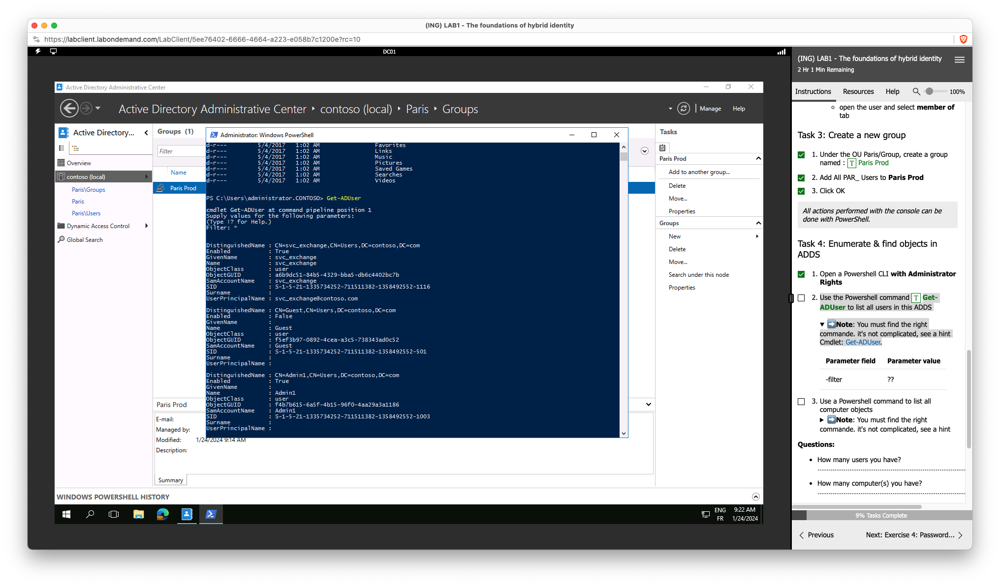 (ING) LAB1 - The foundations of hybrid identity
https://labclient.labondemand.com/LabClient/5ee76402-6666-4664-a223-e058b7c1200e?rc=10
DC01
Active Directory Administrative Center
Active Directory Administrative Center • contoso (local) • Paris • Groups
Manage
Help
Active Directory...
Overview
contoso (local)
Paris\Groups
Paris
Paris\Users
Dynamic Access Control
Global Search
Groups (1)
Filter
Name
Paris Prod
Administrator: Windows PowerShell
d-r--- 5/4/2017 1:02 AM Favorites
d-r--- 5/4/2017 1:02 AM Links
d-r--- 5/4/2017 1:02 AM Music
d-r--- 5/4/2017 1:02 AM Pictures
d-r--- 5/4/2017 1:02 AM Saved Games
d-r--- 5/4/2017 1:02 AM Searches
d-r--- 5/4/2017 1:02 AM Videos
PS C:\Users\administrator.CONTOSO> Get-ADUser
cmdlet Get-ADUser at command pipeline position 1
Supply values for the following parameters:
(Type !? for Help.)
Filter: *
DistinguishedName : CN=svc_exchange,CN=Users,DC=contoso,DC=com
Enabled : True
GivenName : svc_exchange
Name : svc_exchange
ObjectClass : user
ObjectGUID : a6b9dc51-84b5-4329-bba5-db6c4402bc7b
SamAccountName : svc_exchange
SID : S-1-5-21-1335734252-711511382-1358492552-1116
Surname :
UserPrincipalName : svc_exchange@contoso.com
DistinguishedName : CN=Guest,CN=Users,DC=contoso,DC=com
Enabled : False
GivenName :
Name : Guest
ObjectClass : user
ObjectGUID : f5ef3b97-0892-4cea-a3c5-738343ad0c52
SamAccountName : Guest
SID : S-1-5-21-1335734252-711511382-1358492552-501
Surname :
UserPrincipalName :
DistinguishedName : CN=Admin1,CN=Users,DC=contoso,DC=com
Enabled : True
GivenName :
Name : Admin1
ObjectClass : user
ObjectGUID : f4b7b615-6a5f-4b15-96f0-4aa29a3a1186
SamAccountName : Admin1
SID : S-1-5-21-1335734252-711511382-1358492552-1003
Surname :
UserPrincipalName :
Paris Prod
E-mail:
Managed by:
Modified: 1/24/2024 9:14 AM
Description:
Summary
Tasks
Paris Prod
Add to another group...
Delete
Move...
Properties
Groups
New
Delete
Move...
Search under this node
Properties
WINDOWS POWERSHELL HISTORY
ENG
FR
9:22 AM
1/24/2024
(ING) LAB1 - The foundations of hybrid identity
2 Hr 1 Min Remaining
Instructions
Resources
Help
100%
open the user and select member of
tab
Task 3: Create a new group
1. Under the OU Paris/Group, create a group
named : T Paris Prod
2. Add All PAR_ Users to Paris Prod
3. Click OK
All actions performed with the console can be
done with PowerShell.
Task 4: Enumerate & find objects in
ADDS
1. Open a Powershell CLI with Administrator
Rights
2. Use the Powershell command T Get-
ADUser to list all users in this ADDS
Note: You must find the right
commande. it's not complicated, see a hint
Cmdlet: Get-ADUser.
Parameter field Parameter value
-filter ??
3. Use a Powershell command to list all
computer objects
Note: You must find the right
commande. it's not complicated, see a hint
Questions:
• How many users you have?
• How many computer(s) you have?
9% Tasks Complete
Previous
Next: Exercise 4: Password...